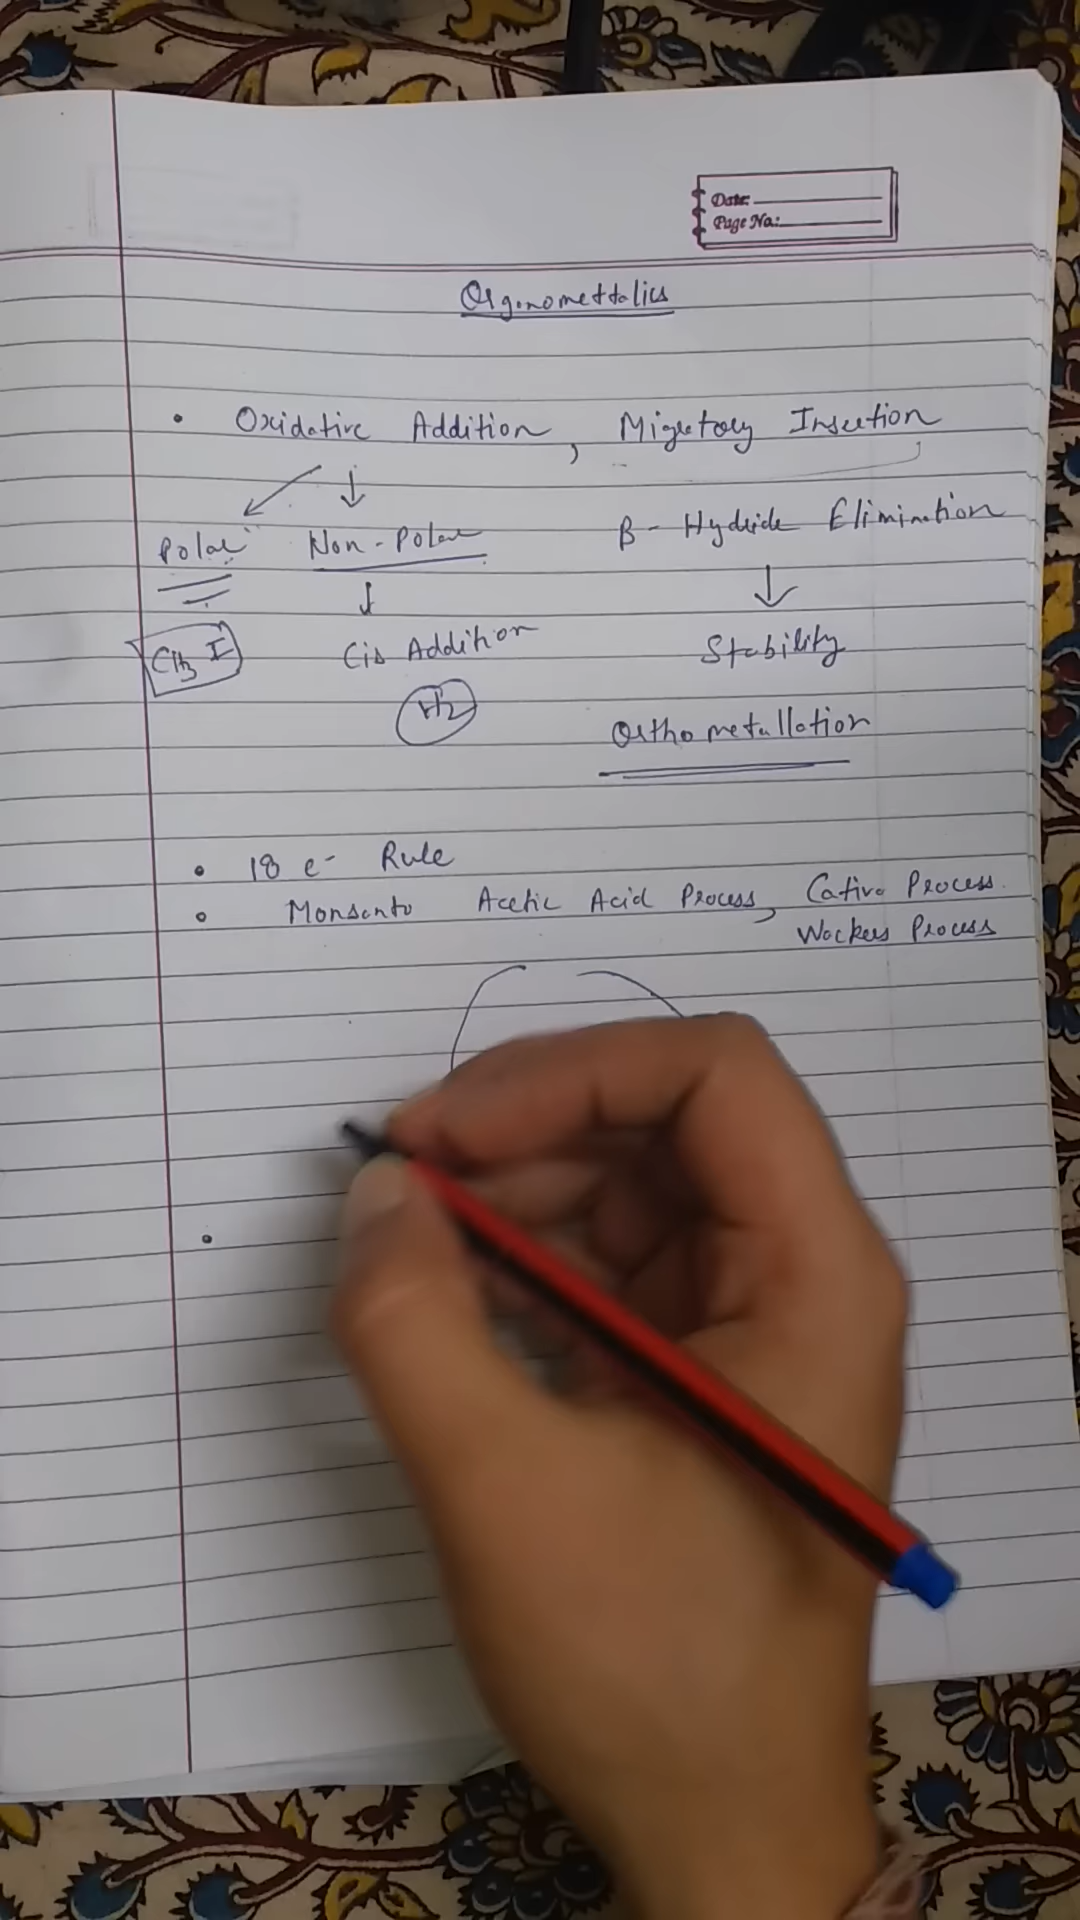 Date:
Page No.:
Orgonomettalics
• Oxidative Addition, Migratory Insertion
Polar Non-Polar
β - Hydride Elimination
CH3 I
Cis Addition
Stability
H2
Orthometallation
• 18 e- Rule
• Monsanto Acetic Acid Process, Cativa Process
Wackers Process
•